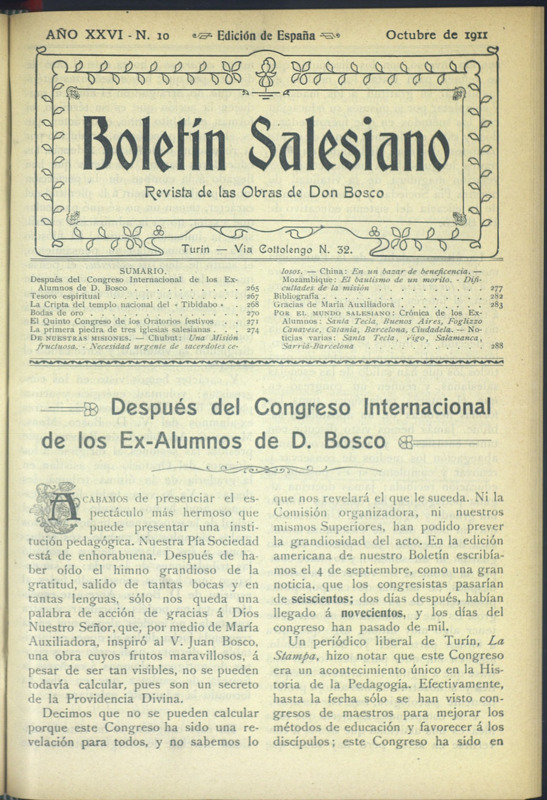 AÑO XXVI - N. 10 Edición de España Octubre de 1911
Boletín Salesiano
Revista de las Obras de Don Bosco
Turín — Via Cottolengo N. 32.
SUMARIO.
Después del Congreso Internacional de los Ex-
Alumnos de D. Bosco . . . . . . . 265
Tesoro espiritual . . . . . . . 267
La Cripta del templo nacional del « Tibidabo » . 268
Bodas de oro . . . . . . . 270
El Quinto Congreso de los Oratorios festivos . . 271
La primera piedra de tres iglesias salesianas . . 274
DE NUESTRAS MISIONES. — Chubut: Una Misión
fructuosa. - Necesidad urgente de sacerdotes ce-
losos. — China: En un bazar de beneficencia. —
Mozambique: El bautismo de un morito. - Difi-
cultades de la misión . . . . . . . 277
Bibliografía . . . . . . . 282
Gracias de María Auxiliadora . . . . . . . 283
POR EL MUNDO SALESIANO: Crónica de los Ex-
Alumnos: Santa Tecla, Buenos Aires, Foglizzo
Canavese, Catania, Barcelona, Ciudadela. — No-
ticias varias: Santa Tecla, Vigo, Salamanca,
Sarriá-Barcelona . . . . . . . 288
Después del Congreso Internacional
de los Ex-Alumnos de D. Bosco
ACABAMOS de presenciar el es-
pectáculo más hermoso que
puede presentar una insti-
tución pedagógica. Nuestra Pía Sociedad
está de enhorabuena. Después de ha-
ber oído el himno grandioso de la
gratitud, salido de tantas bocas y en
tantas lenguas, sólo nos queda una
palabra de acción de gracias á Dios
Nuestro Señor, que, por medio de María
Auxiliadora, inspiró al V. Juan Bosco,
una obra cuyos frutos maravillosos, á
pesar de ser tan visibles, no se pueden
todavía calcular, pues son un secreto
de la Providencia Divina.
Decimos que no se pueden calcular
porque este Congreso ha sido una re-
velación para todos, y no sabemos lo
que nos revelará el que le suceda. Ni la
Comisión organizadora, ni nuestros
mismos Superiores, han podido prever
la grandiosidad del acto. En la edición
americana de nuestro Boletín escribía-
mos el 4 de septiembre, como una gran
noticia, que los congresistas pasarían
de seiscientos; dos días después, habían
llegado á novecientos, y los días del
congreso han pasado de mil.
Un periódico liberal de Turín, La
Stampa, hizo notar que este Congreso
era un acontecimiento único en la His-
toria de la Pedagogía. Efectivamente,
hasta la fecha sólo se han visto con-
gresos de maestros para mejorar los
métodos de educación y favorecer á los
discípulos; este Congreso ha sido en